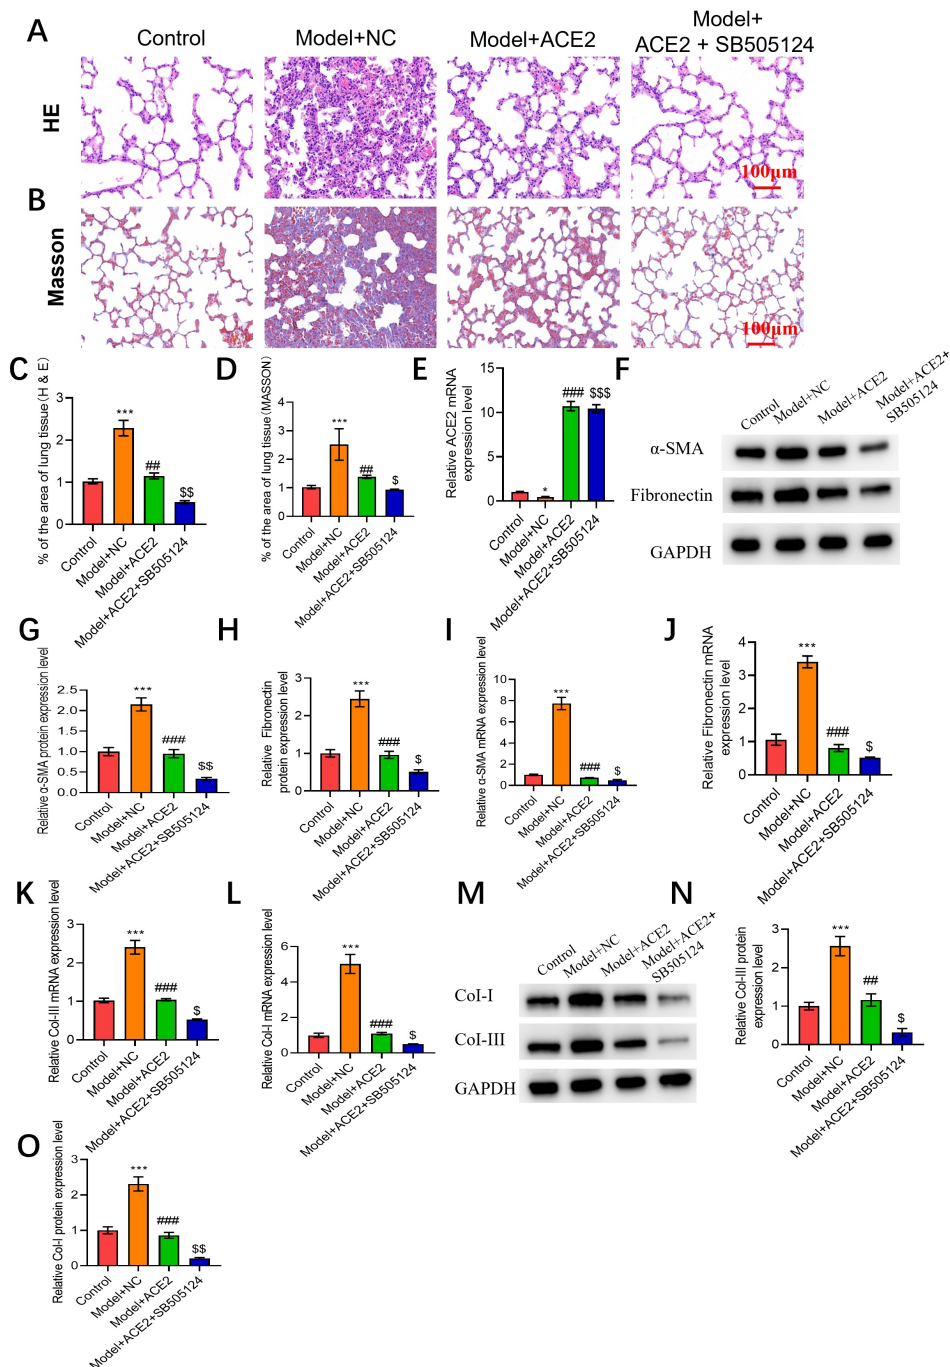 A
Control
Model+NC
Model+ACE2
Model+
ACE2 + SB505124
HE
100μm
B
Masson
100μm
C
% of the area of lung tissue (H & E)
3
2
1
0
***
##
$$
Control
Model+NC
Model+ACE2
Model+ACE2+SB505124
D
% of the area of lung tissue (MASSON)
4
3
2
1
0
***
##
$
Control
Model+NC
Model+ACE2
Model+ACE2+SB505124
E
Relative ACE2 mRNA
expression level
15
10
5
0
*
###
$$$
Control
Model+NC
Model+ACE2
Model+ACE2+SB505124
F
Control
Model+NC
Model+ACE2
Model+ACE2+
SB505124
α-SMA
Fibronectin
GAPDH
G
Relative α-SMA protein expression level
2.5
2.0
1.5
1.0
0.5
0.0
***
###
$$
Control
Model+NC
Model+ACE2
Model+ACE2+SB505124
H
Relative Fibronectin
protein expression level
3
2
1
0
***
###
$
Control
Model+NC
Model+ACE2
Model+ACE2+SB505124
I
Relative α-SMA mRNA expression level
10
8
6
4
2
0
***
###
$
Control
Model+NC
Model+ACE2
Model+ACE2+SB505124
J
Relative Fibronectin mRNA
expression level
4
3
2
1
0
***
###
$
Control
Model+NC
Model+ACE2
Model+ACE2+SB505124
K
Relative Col-III mRNA expression level
3
2
1
0
***
###
$
Control
Model+NC
Model+ACE2
Model+ACE2+SB505124
L
Relative Col-I mRNA expression level
6
4
2
0
***
###
$
Control
Model+NC
Model+ACE2
Model+ACE2+SB505124
M
Control
Model+NC
Model+ACE2
Model+ACE2+
SB505124
CoI-I
CoI-III
GAPDH
N
Relative Col-III protein
expression level
3
2
1
0
***
##
$
Control
Model+NC
Model+ACE2
Model+ACE2+SB505124
O
Relative Col-I protein expression level
3
2
1
0
***
###
$$
Control
Model+NC
Model+ACE2
Model+ACE2+SB505124